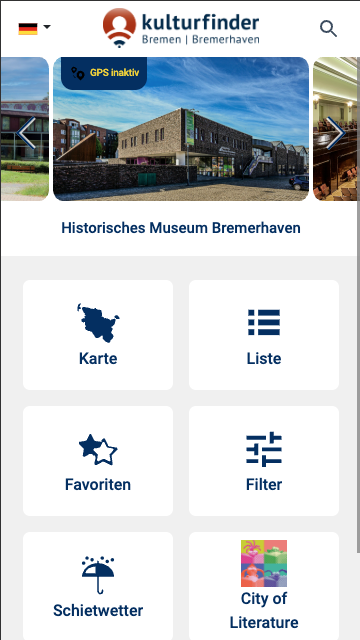 kulturfinder
Bremen | Bremerhaven
GPS inaktiv
Historisches Museum Bremerhaven
Karte
Liste
Favoriten
Filter
Schietwetter
City of
Literature